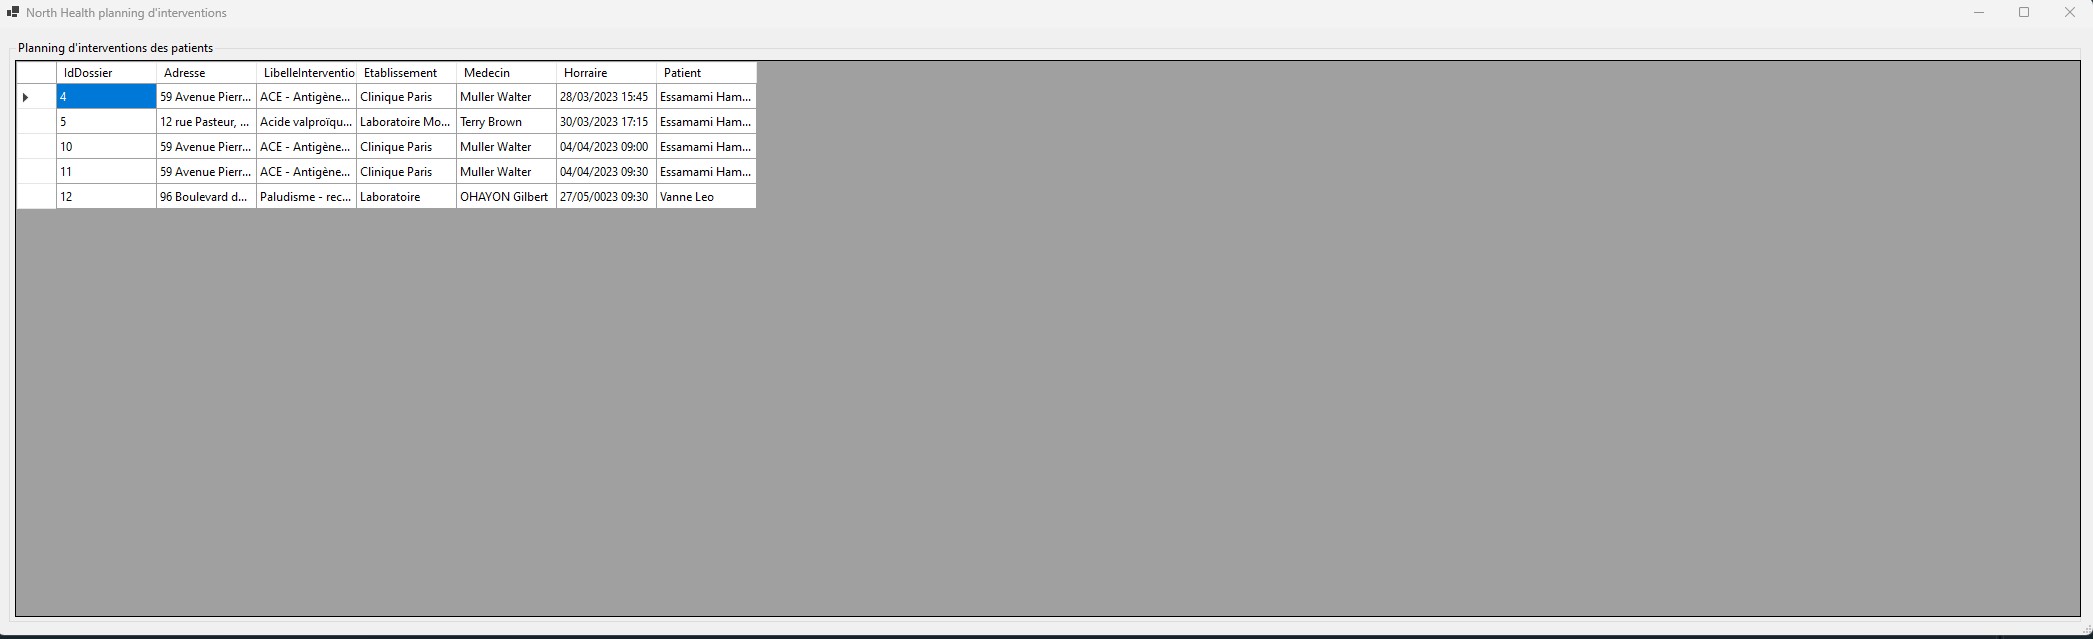 North Health planning d'interventions
Planning d'interventions des patients
IdDossier Adresse LibelleInterventio Etablissement Medecin Horraire Patient
4 59 Avenue Pierr... ACE - Antigène... Clinique Paris Muller Walter 28/03/2023 15:45 Essamami Ham...
5 12 rue Pasteur, ... Acide valproïqu... Laboratoire Mo... Terry Brown 30/03/2023 17:15 Essamami Ham...
10 59 Avenue Pierr... ACE - Antigène... Clinique Paris Muller Walter 04/04/2023 09:00 Essamami Ham...
11 59 Avenue Pierr... ACE - Antigène... Clinique Paris Muller Walter 04/04/2023 09:30 Essamami Ham...
12 96 Boulevard d... Paludisme - rec... Laboratoire OHAYON Gilbert 27/05/0023 09:30 Vanne Leo